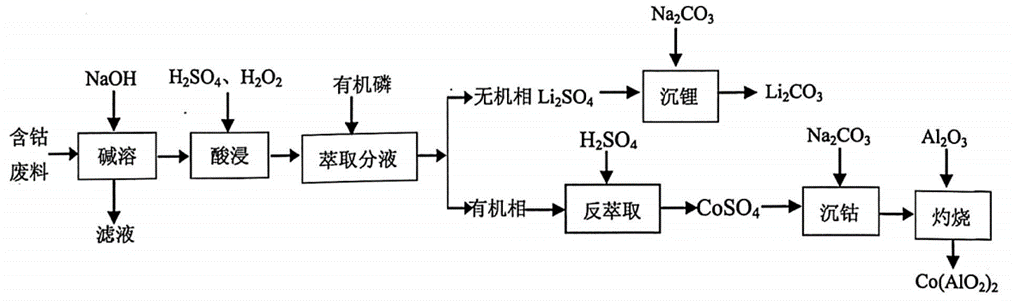 Na₂CO₃
NaOH
H₂SO₄、H₂O₂
有机磷
无机相 Li₂SO₄
沉锂
Li₂CO₃
含钴
废料
碱溶
酸浸
萃取分液
H₂SO₄
Na₂CO₃
Al₂O₃
有机相
反萃取
CoSO₄
沉钴
灼烧
滤液
Co(AlO₂)₂